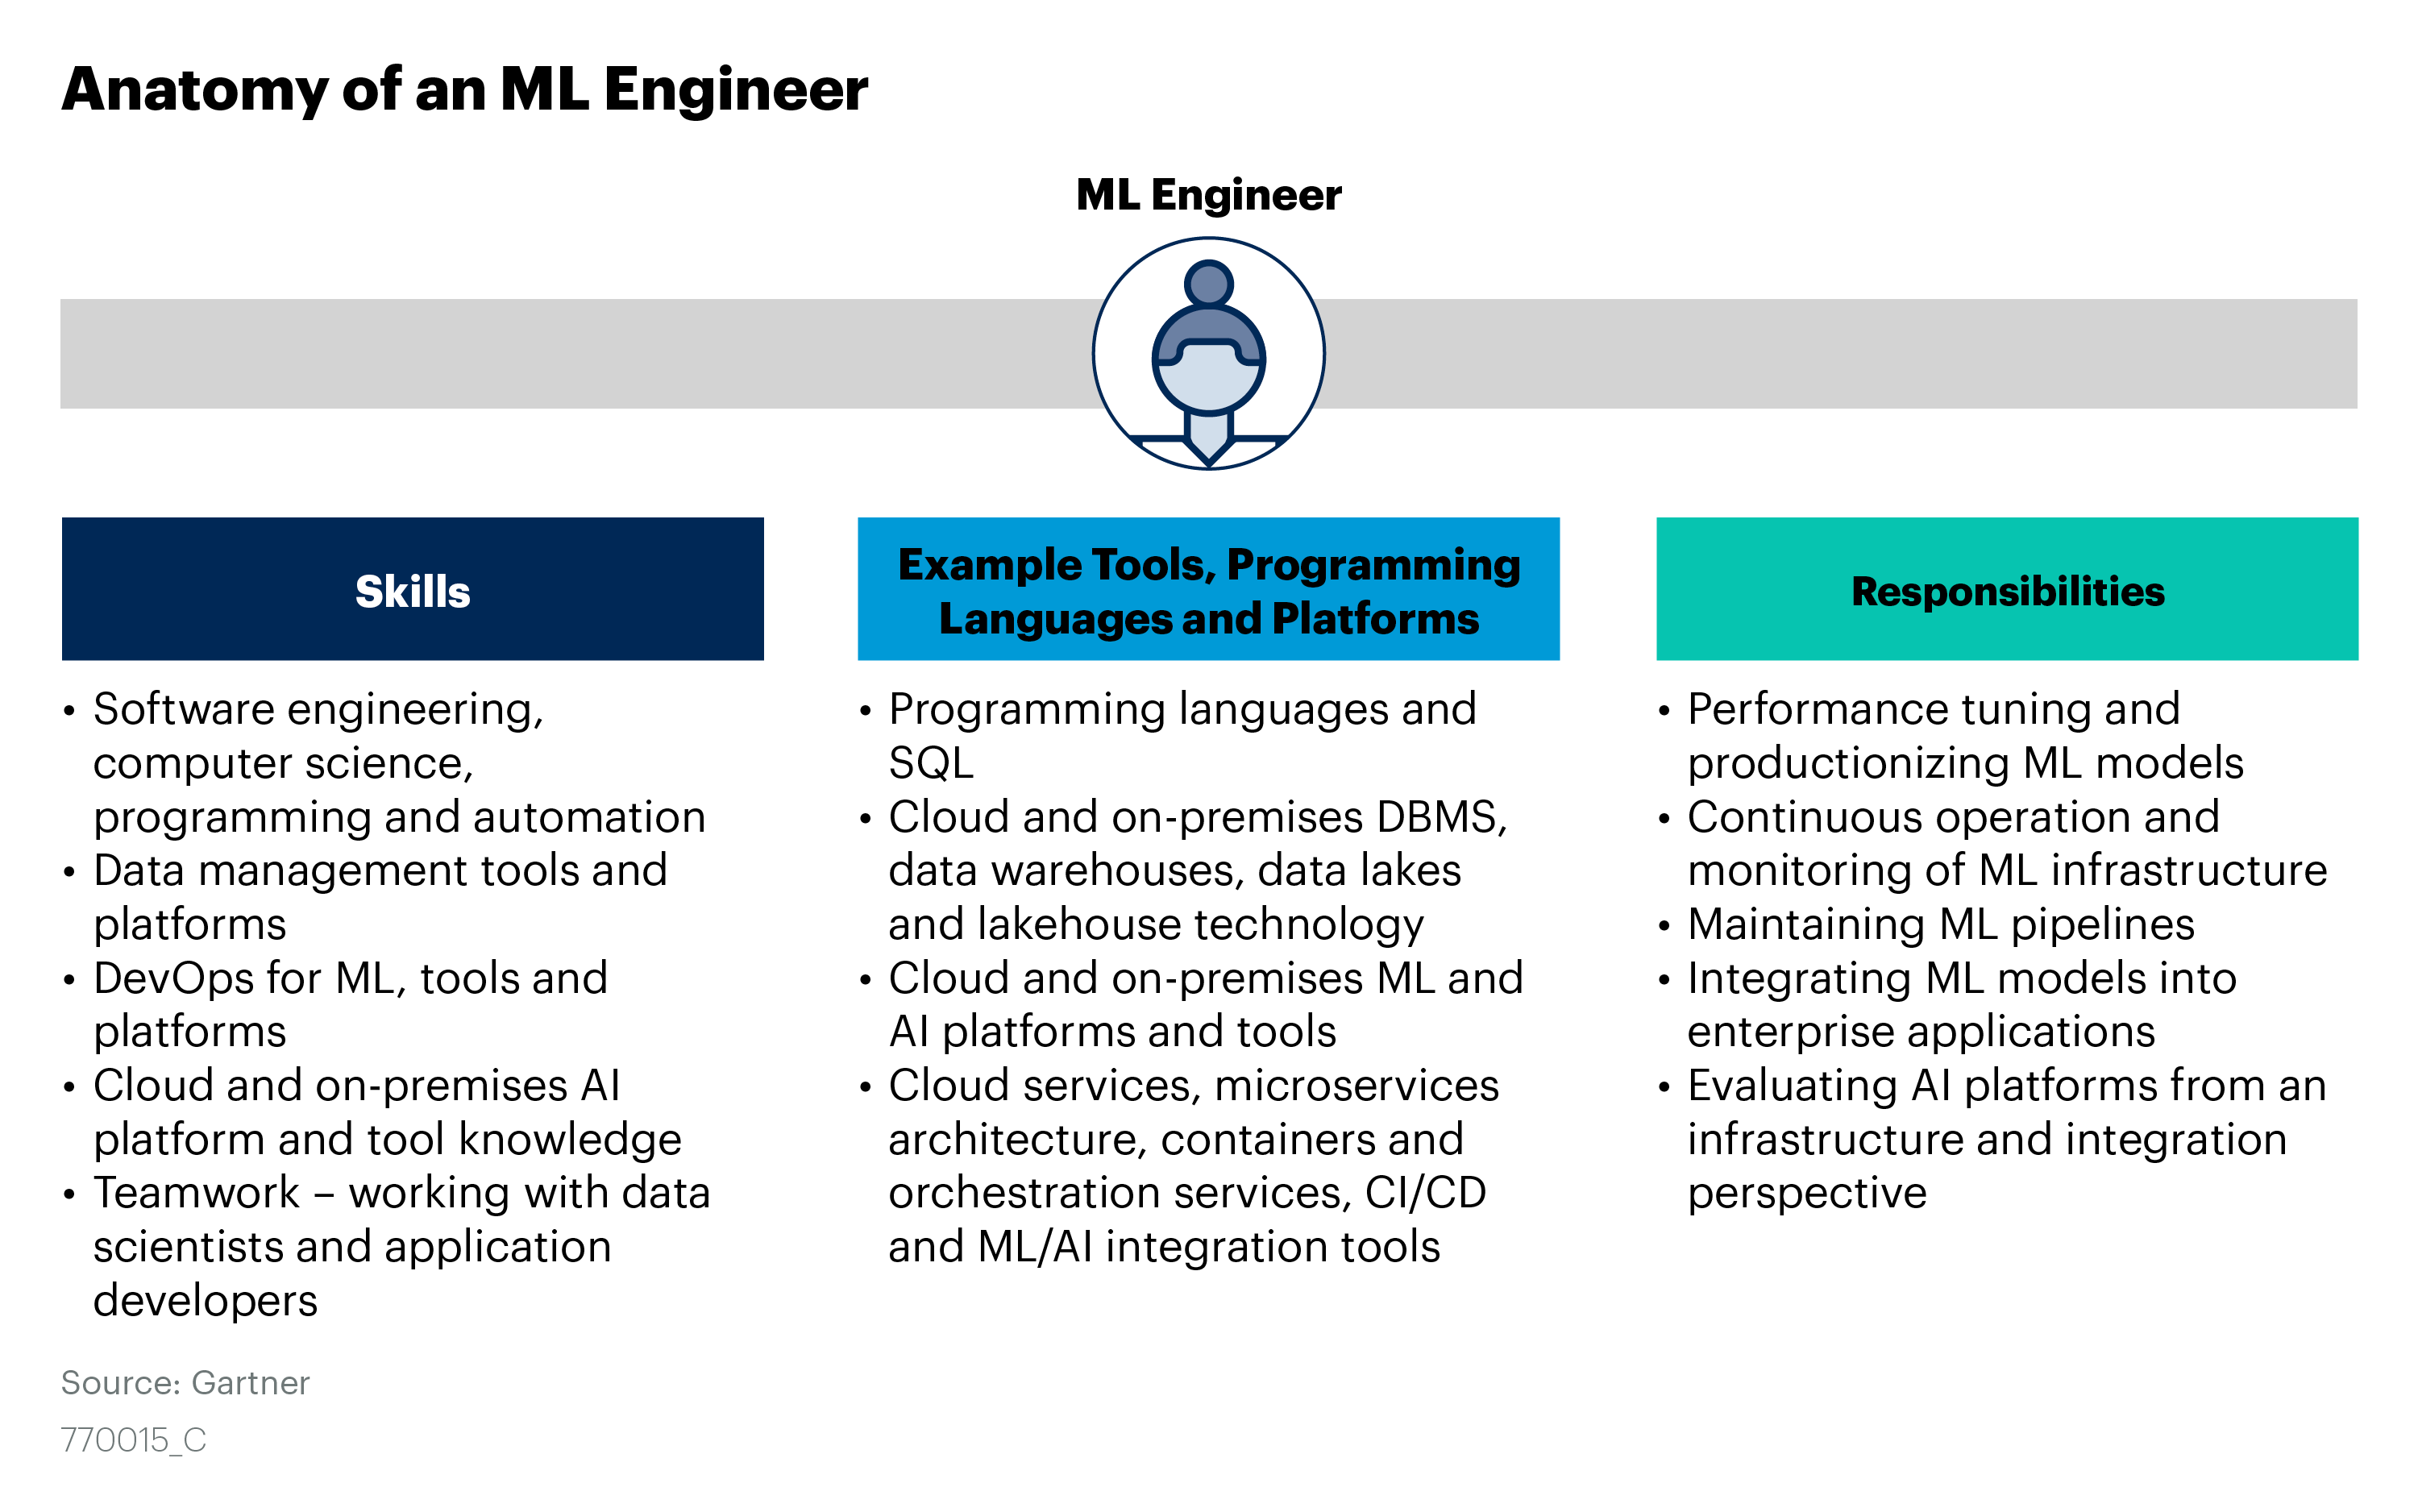 Anatomy of an ML Engineer
ML Engineer
Skills
• Software engineering,
computer science,
programming and automation
• Data management tools and
platforms
• DevOps for ML, tools and
platforms
• Cloud and on-premises AI
platform and tool knowledge
• Teamwork – working with data
scientists and application
developers
Example Tools, Programming
Languages and Platforms
• Programming languages and
SQL
• Cloud and on-premises DBMS,
data warehouses, data lakes
and lakehouse technology
• Cloud and on-premises ML and
AI platforms and tools
• Cloud services, microservices
architecture, containers and
orchestration services, CI/CD
and ML/AI integration tools
Responsibilities
• Performance tuning and
productionizing ML models
• Continuous operation and
monitoring of ML infrastructure
• Maintaining ML pipelines
• Integrating ML models into
enterprise applications
• Evaluating AI platforms from an
infrastructure and integration
perspective
Source: Gartner
770015_C